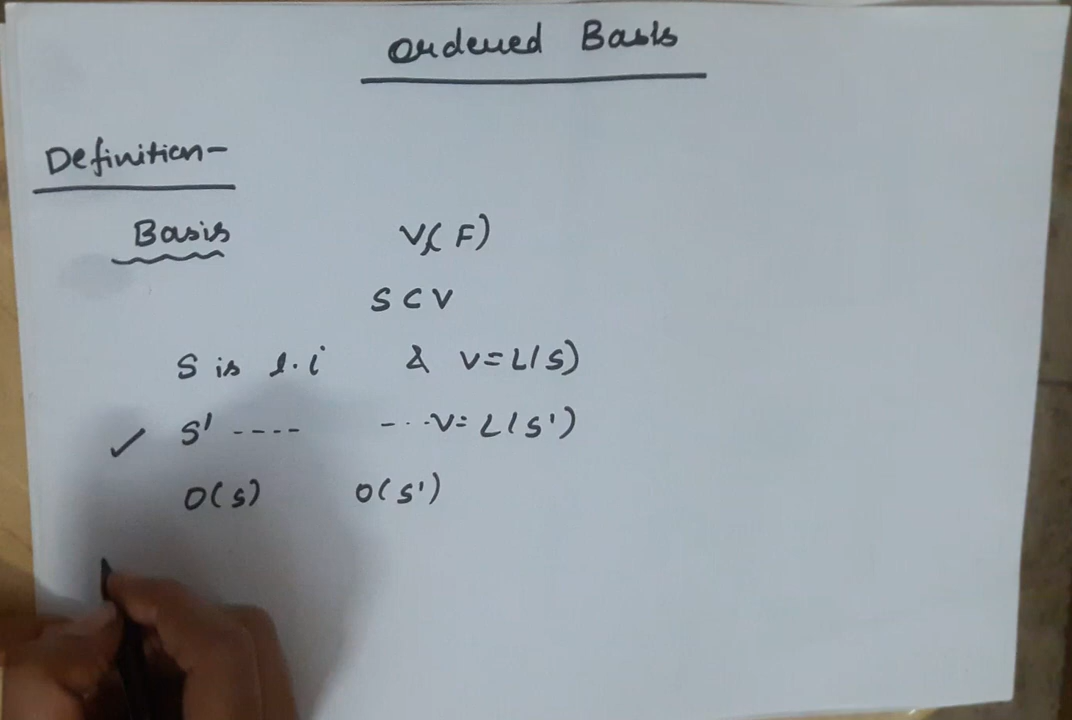 Ordered Basis
Definition-
Basis V(F)
S ⊂ V
S is l.i & V=L(S)
S' ---- -..V=L(S')
O(S) O(S')